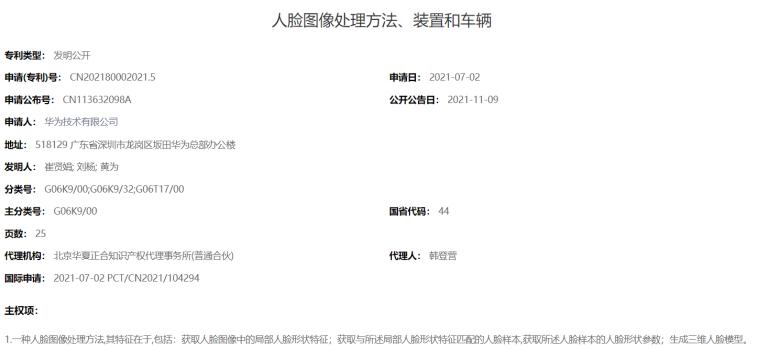 人脸图像处理方法、装置和车辆
专利类型： 发明公开
申请(专利)号： CN202180002021.5 申请日： 2021-07-02
申请公布号： CN113632098A 公开公告日： 2021-11-09
申请人： 华为技术有限公司
地址： 518129 广东省深圳市龙岗区坂田华为总部办公楼
发明人： 崔贤娟; 刘杨; 黄为
分类号： G06K9/00;G06K9/32;G06T17/00
主分类号： G06K9/00 国省代码： 44
页数： 25
代理机构： 北京华夏正合知识产权代理事务所(普通合伙) 代理人： 韩登营
国际申请： 2021-07-02 PCT/CN2021/104294
主权项：
1.一种人脸图像处理方法,其特征在于,包括：获取人脸图像中的局部人脸形状特征；获取与所述局部人脸形状特征匹配的人脸样本,获取所述人脸样本的人脸形状参数；生成三维人脸模型。